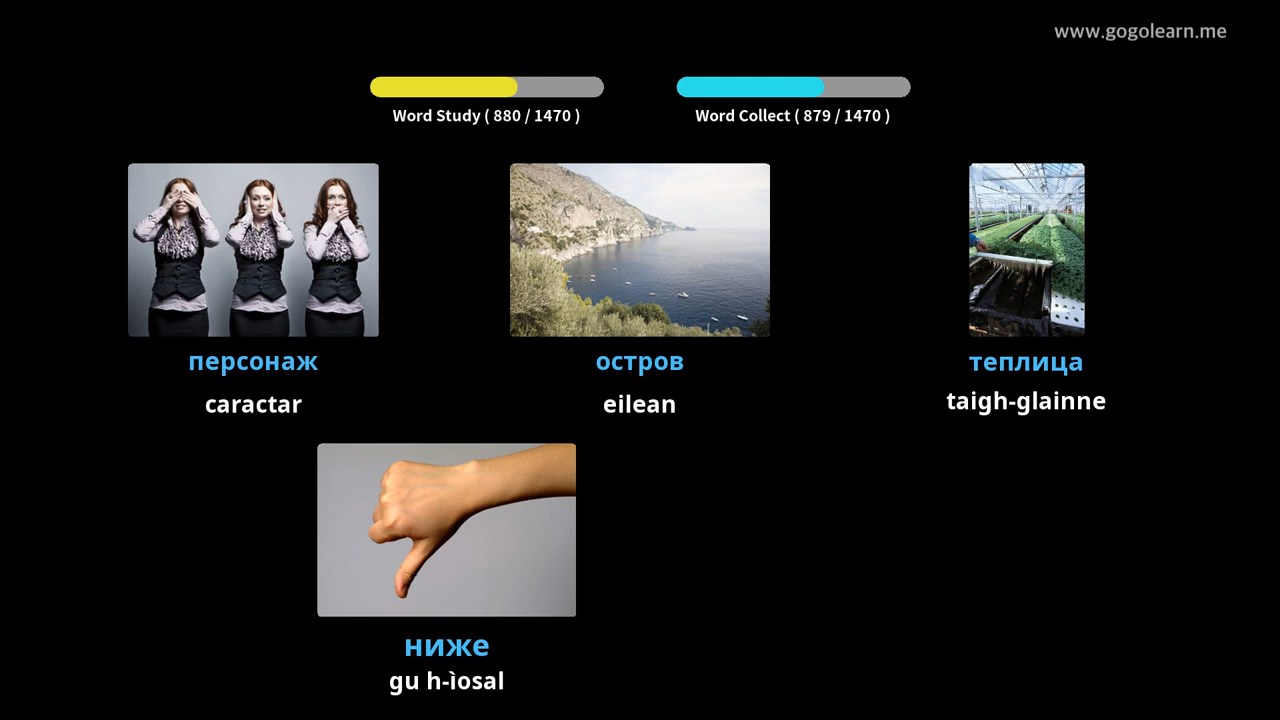 www.gogolearn.me
Word Study ( 880 / 1470 )
Word Collect ( 879 / 1470 )
персонаж
остров
теплица
caractar
eilean
taigh-glainne
ниже
gu h-ìosal